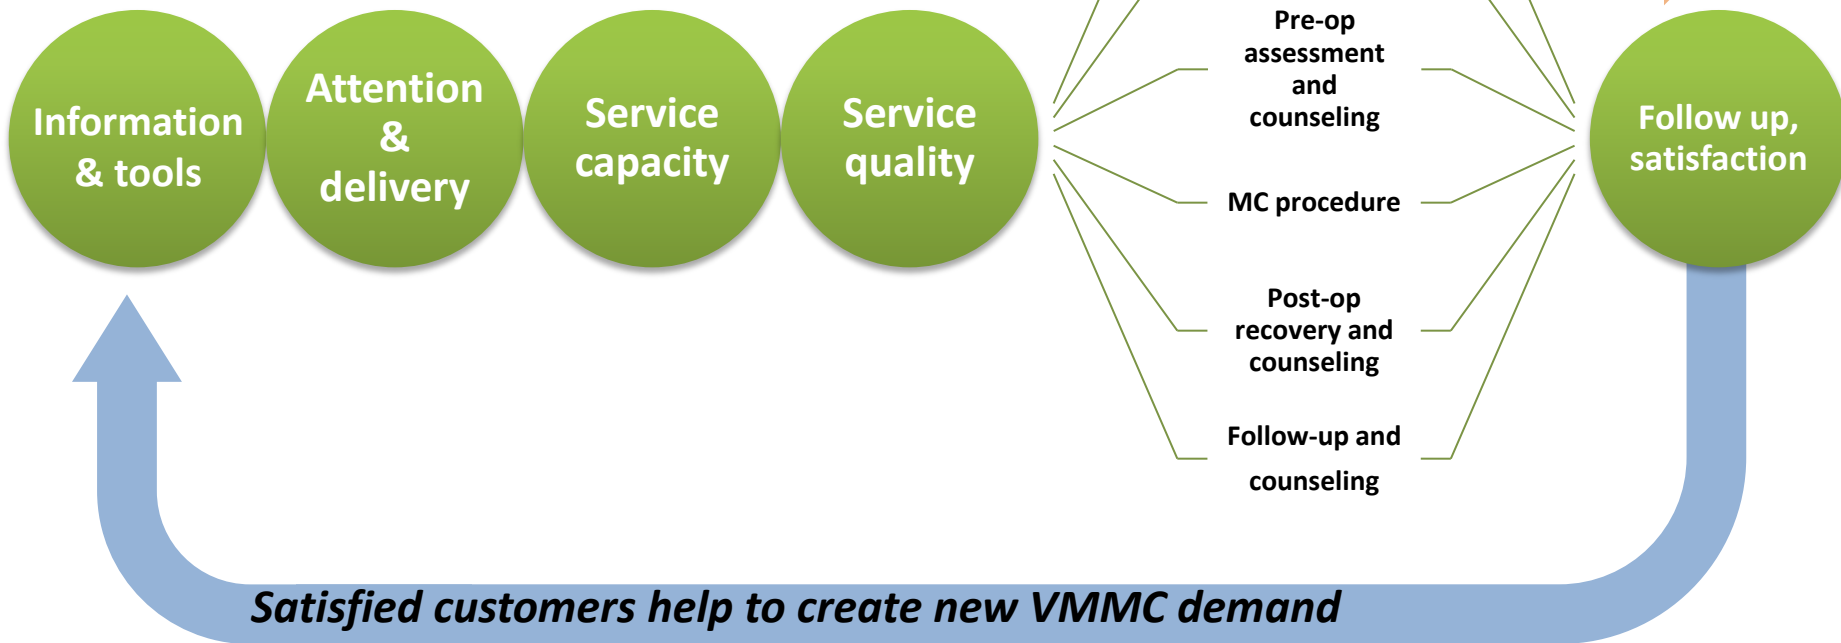 Information
& tools
Attention
&
delivery
Service
capacity
Service
quality
Pre-op
assessment
and
counseling
MC procedure
Post-op
recovery and
counseling
Follow-up and
counseling
Follow up,
satisfaction
Satisfied customers help to create new VMMC demand